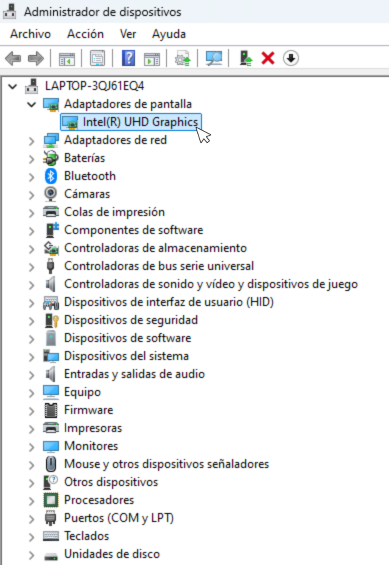 Administrador de dispositivos
Archivo Acción Ver Ayuda
LAPTOP-3QJ61EQ4
Adaptadores de pantalla
Intel(R) UHD Graphics
Adaptadores de red
Baterías
Bluetooth
Cámaras
Colas de impresión
Componentes de software
Controladoras de almacenamiento
Controladoras de bus serie universal
Controladoras de sonido y vídeo y dispositivos de juego
Dispositivos de interfaz de usuario (HID)
Dispositivos de seguridad
Dispositivos de software
Dispositivos del sistema
Entradas y salidas de audio
Equipo
Firmware
Impresoras
Monitores
Mouse y otros dispositivos señaladores
Otros dispositivos
Procesadores
Puertos (COM y LPT)
Teclados
Unidades de disco